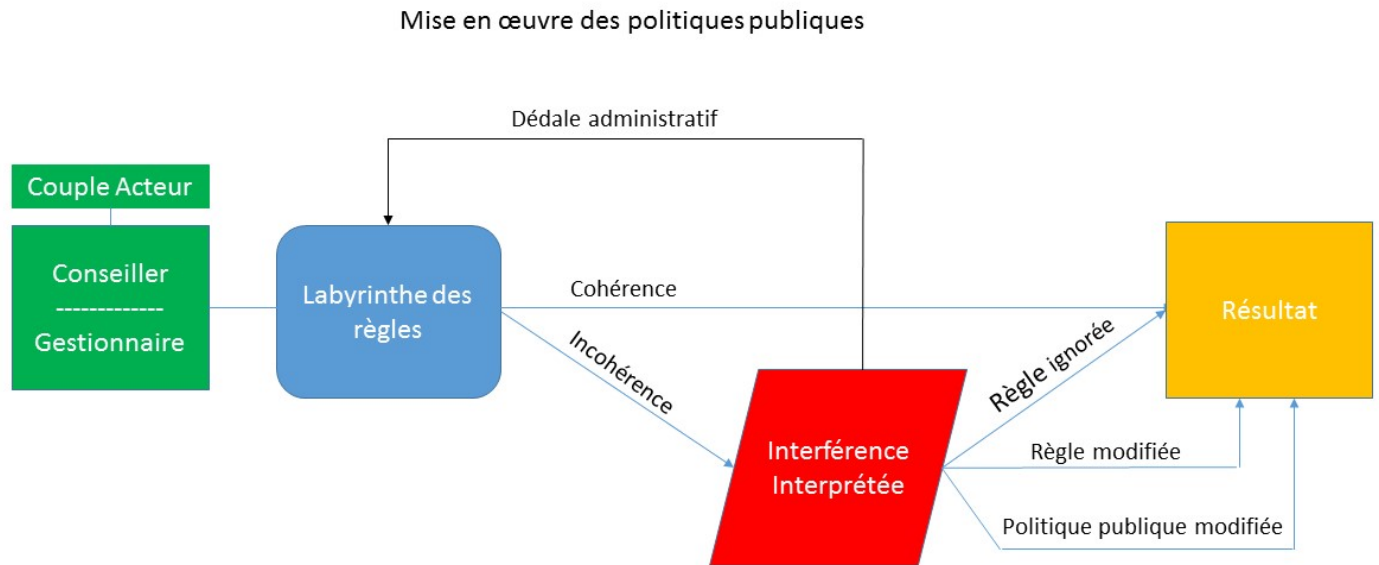 Mise en œuvre des politiques publiques
Dédale administratif
Couple Acteur
Conseiller
-------------
Gestionnaire
Labyrinthe des
règles
Cohérence
Incohérence
Interférence
Interprétée
Règle ignorée
Règle modifiée
Politique publique modifiée
Résultat